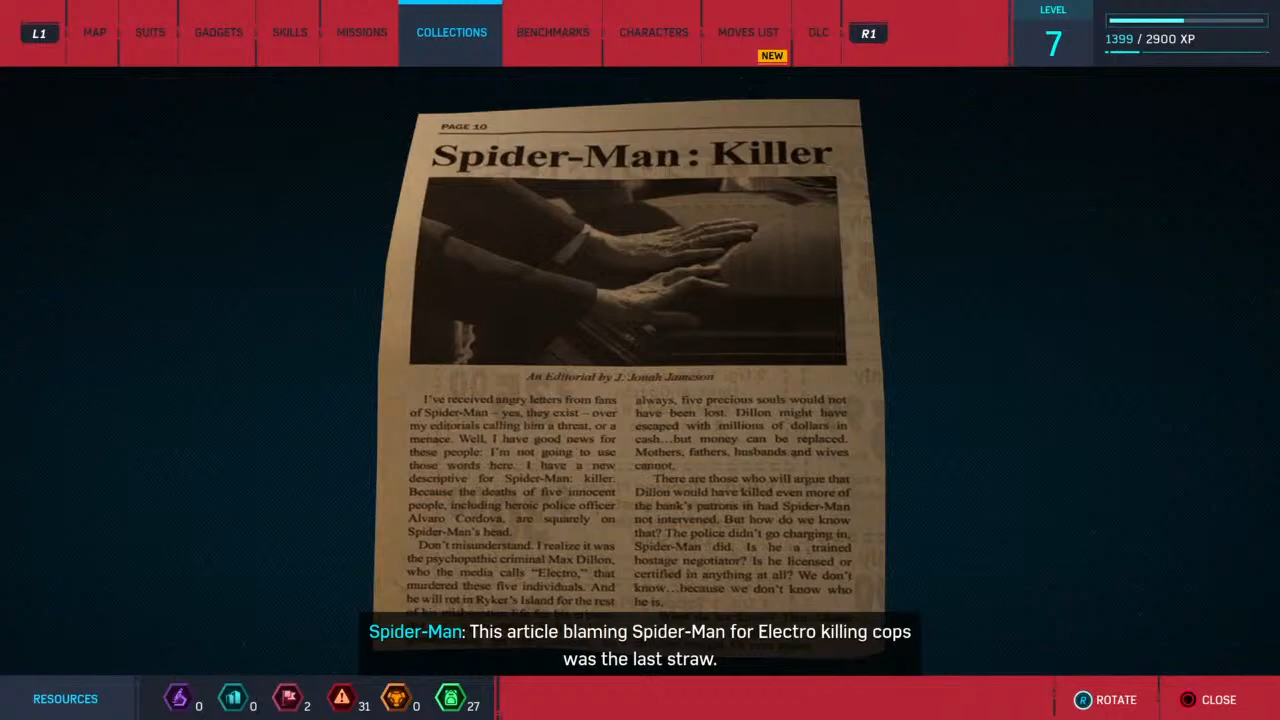 L1 MAP SUITS GADGETS SKILLS MISSIONS COLLECTIONS BENCHMARKS CHARACTERS MOVES LIST DLC R1
NEW
LEVEL
7
1399 / 2900 XP
PAGE 10
Spider-Man : Killer
An Editorial by J. Jonah Jameson
I've received angry letters from fans
of Spider-Man – yes, they exist – over
my editorials calling him a threat, or a
menace. Well, I have good news for
these people: I'm not going to use
those words here. I have a new
descriptive for Spider-Man: killer.
Because the deaths of five innocent
people, including heroic police officer
Alvaro Cordova, are squarely on
Spider-Man's head.
Don't misunderstand. I realize it was
the psychopathic criminal Max Dillon,
who the media calls "Electro," that
murdered these five individuals. And
he will rot in Ryker's Island for the rest
always, five precious souls would not
have been lost. Dillon might have
escaped with millions of dollars in
cash...but money can be replaced.
Mothers, fathers, husbands and wives
cannot.
There are those who will argue that
Dillon would have killed even more of
the bank's patrons in had Spider-Man
not intervened. But how do we know
that? The police didn't go charging in,
Spider-Man did. Is he a trained
hostage negotiator? Is he licensed or
certified in anything at all? We don't
know...because we don't know who
he is.
Spider-Man: This article blaming Spider-Man for Electro killing cops
was the last straw.
RESOURCES 0 0 2 31 0 27 R ROTATE CLOSE